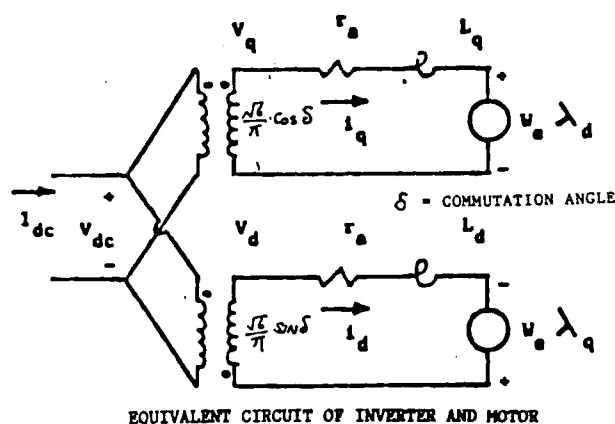 V_q r_a L_q
+
√6/π · cos δ
i_q
W_e λ_d
-
I_dc
+
V_dc
-
δ = COMMUTATION ANGLE
V_d r_a L_d
-
√6/π SIN δ
i_d
W_e λ_q
+
EQUIVALENT CIRCUIT OF INVERTER AND MOTOR